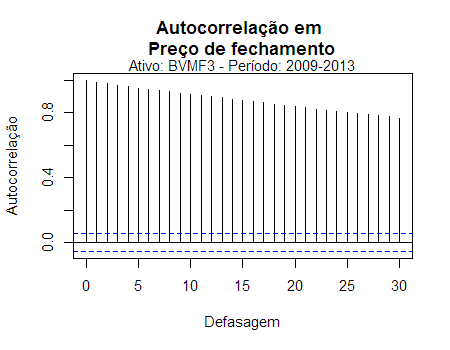 Autocorrelação em
Preço de fechamento
Ativo: BVMF3 - Período: 2009-2013
Autocorrelação
0.8
0.4
0.0
0 5 10 15 20 25 30
Defasagem